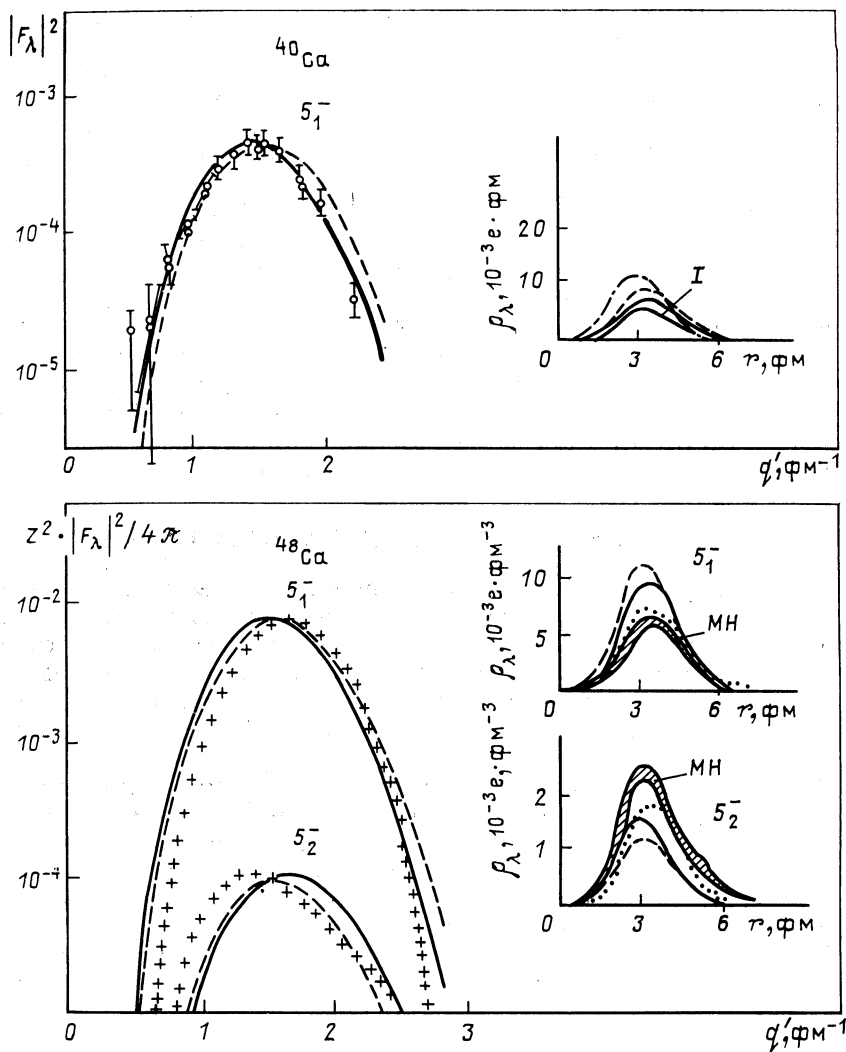 |F_λ|²
⁴⁰Ca
5₁⁻
10⁻³
10⁻⁴
10⁻⁵
0 1 2 q′, фм⁻¹
ρ_λ, 10⁻³ e·фм
20
10
I
0 3 6 r, фм
Z²·|F_λ|²/4π
⁴⁸Ca
5₁⁻
10⁻²
10⁻³
5₂⁻
10⁻⁴
0 1 2 3 q′, фм⁻¹
ρ_λ, 10⁻³ e·фм⁻³
5₁⁻
10
5
МН
0 3 6 r, фм
ρ_λ, 10⁻³ e·фм⁻³
МН
2
5₂⁻
1
0 3 6 r, фм